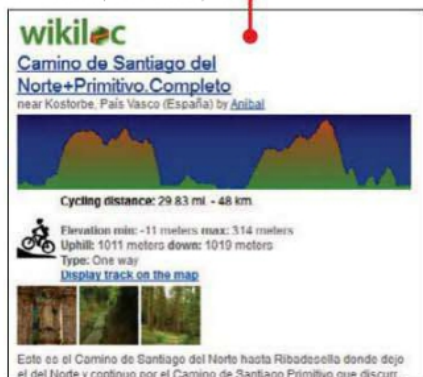 wikiloc
Camino de Santiago del
Norte+Primitivo.Completo
near Kostorbe, País Vasco (España) by Aníbal
Cycling distance: 29.83 mi. - 48 km.
Elevation min: -11 meters max: 314 meters
Uphill: 1011 meters down: 1019 meters
Type: One way
Display track on the map
Este es el Camino de Santiago del Norte hasta Ribadesella donde dejo
el del Norte y continuo por el Camino de Santiago Primitivo que discurr...